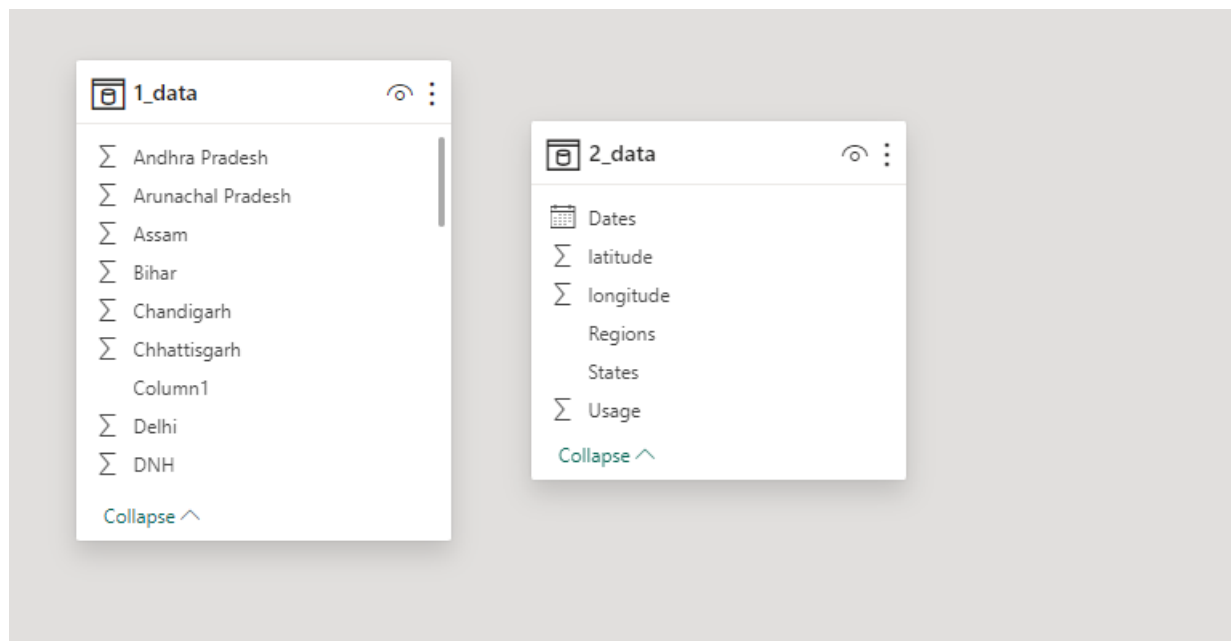 1_data
Andhra Pradesh
Arunachal Pradesh
Assam
Bihar
Chandigarh
Chhattisgarh
Column1
Delhi
DNH
Collapse
2_data
Dates
latitude
longitude
Regions
States
Usage
Collapse